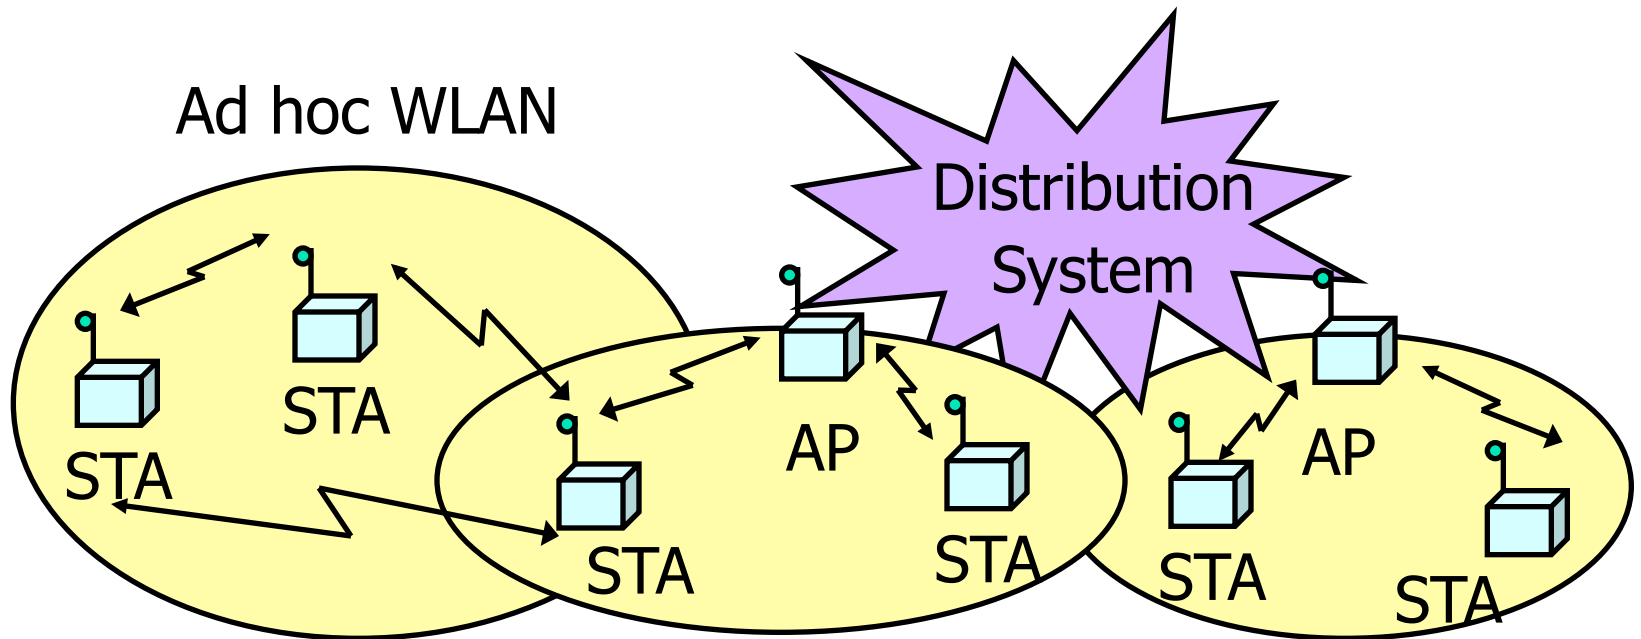 Ad hoc WLAN
Distribution
System
STA
STA
STA
AP
STA
STA
AP
STA